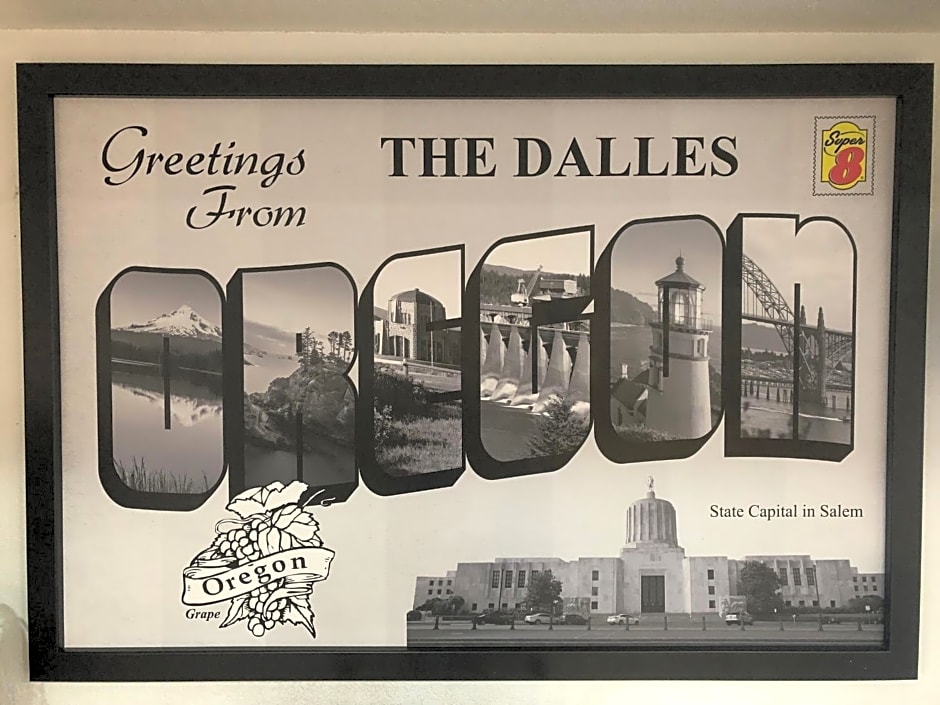 Greetings
From
THE DALLES
Super
8
OREGON
State Capital in Salem
Oregon
Grape